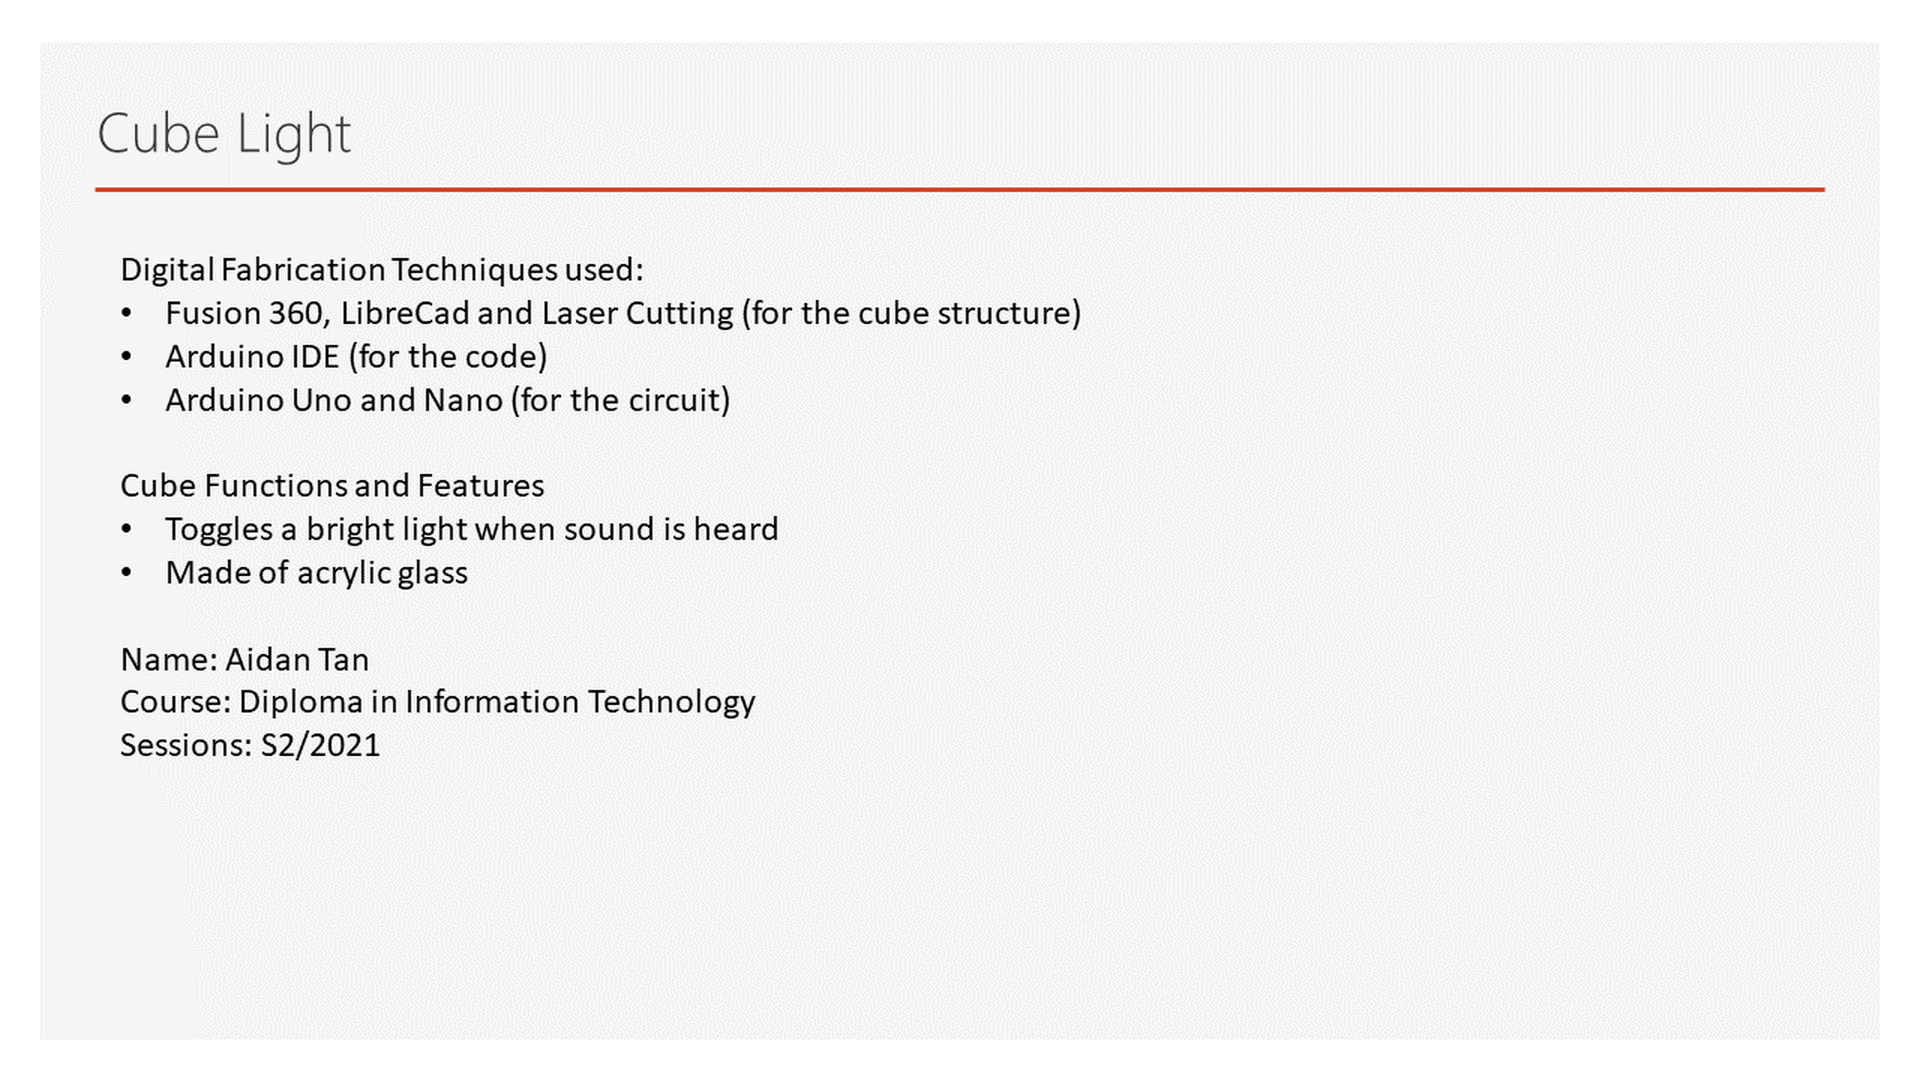 Cube Light
Digital Fabrication Techniques used:
• Fusion 360, LibreCad and Laser Cutting (for the cube structure)
• Arduino IDE (for the code)
• Arduino Uno and Nano (for the circuit)
Cube Functions and Features
• Toggles a bright light when sound is heard
• Made of acrylic glass
Name: Aidan Tan
Course: Diploma in Information Technology
Sessions: S2/2021